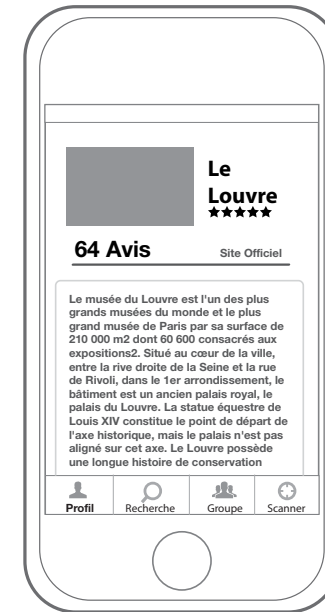 Le
Louvre
★★★★★
64 Avis
Site Officiel
Le musée du Louvre est l'un des plus
grands musées du monde et le plus
grand musée de Paris par sa surface de
210 000 m2 dont 60 600 consacrés aux
expositions2. Situé au cœur de la ville,
entre la rive droite de la Seine et la rue
de Rivoli, dans le 1er arrondissement, le
bâtiment est un ancien palais royal, le
palais du Louvre. La statue équestre de
Louis XIV constitue le point de départ de
l'axe historique, mais le palais n'est pas
aligné sur cet axe. Le Louvre possède
une longue histoire de conservation
Profil
Recherche
Groupe
Scanner